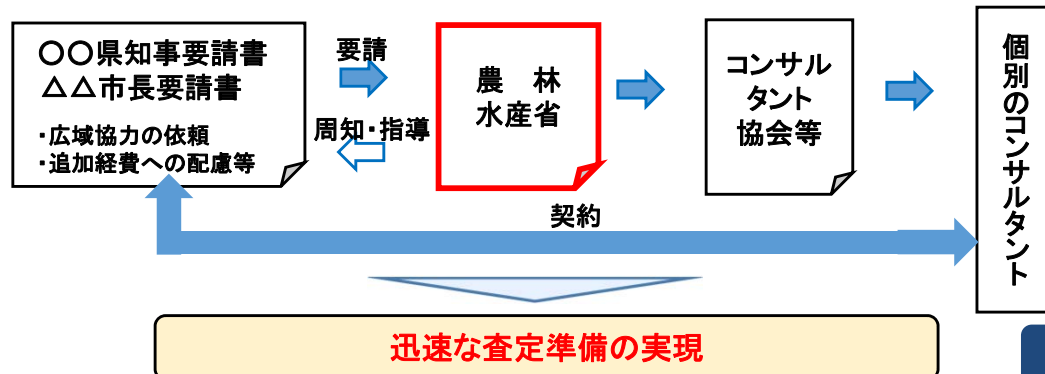 〇〇県知事要請書
△△市長要請書
・広域協力の依頼
・追加経費への配慮等
要請
周知・指導
農　林
水産省
コンサル
タント
協会等
個別のコンサルタント
契約
迅速な査定準備の実現